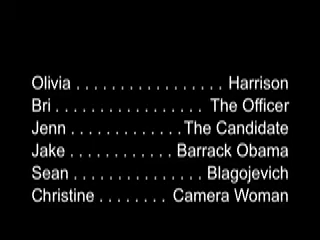 Olivia . . . . . . . . . . . . . . . . . Harrison
Bri . . . . . . . . . . . . . . . . . The Officer
Jenn . . . . . . . . . . . . .The Candidate
Jake . . . . . . . . . . . . Barrack Obama
Sean . . . . . . . . . . . . . . . Blagojevich
Christine . . . . . . . . Camera Woman